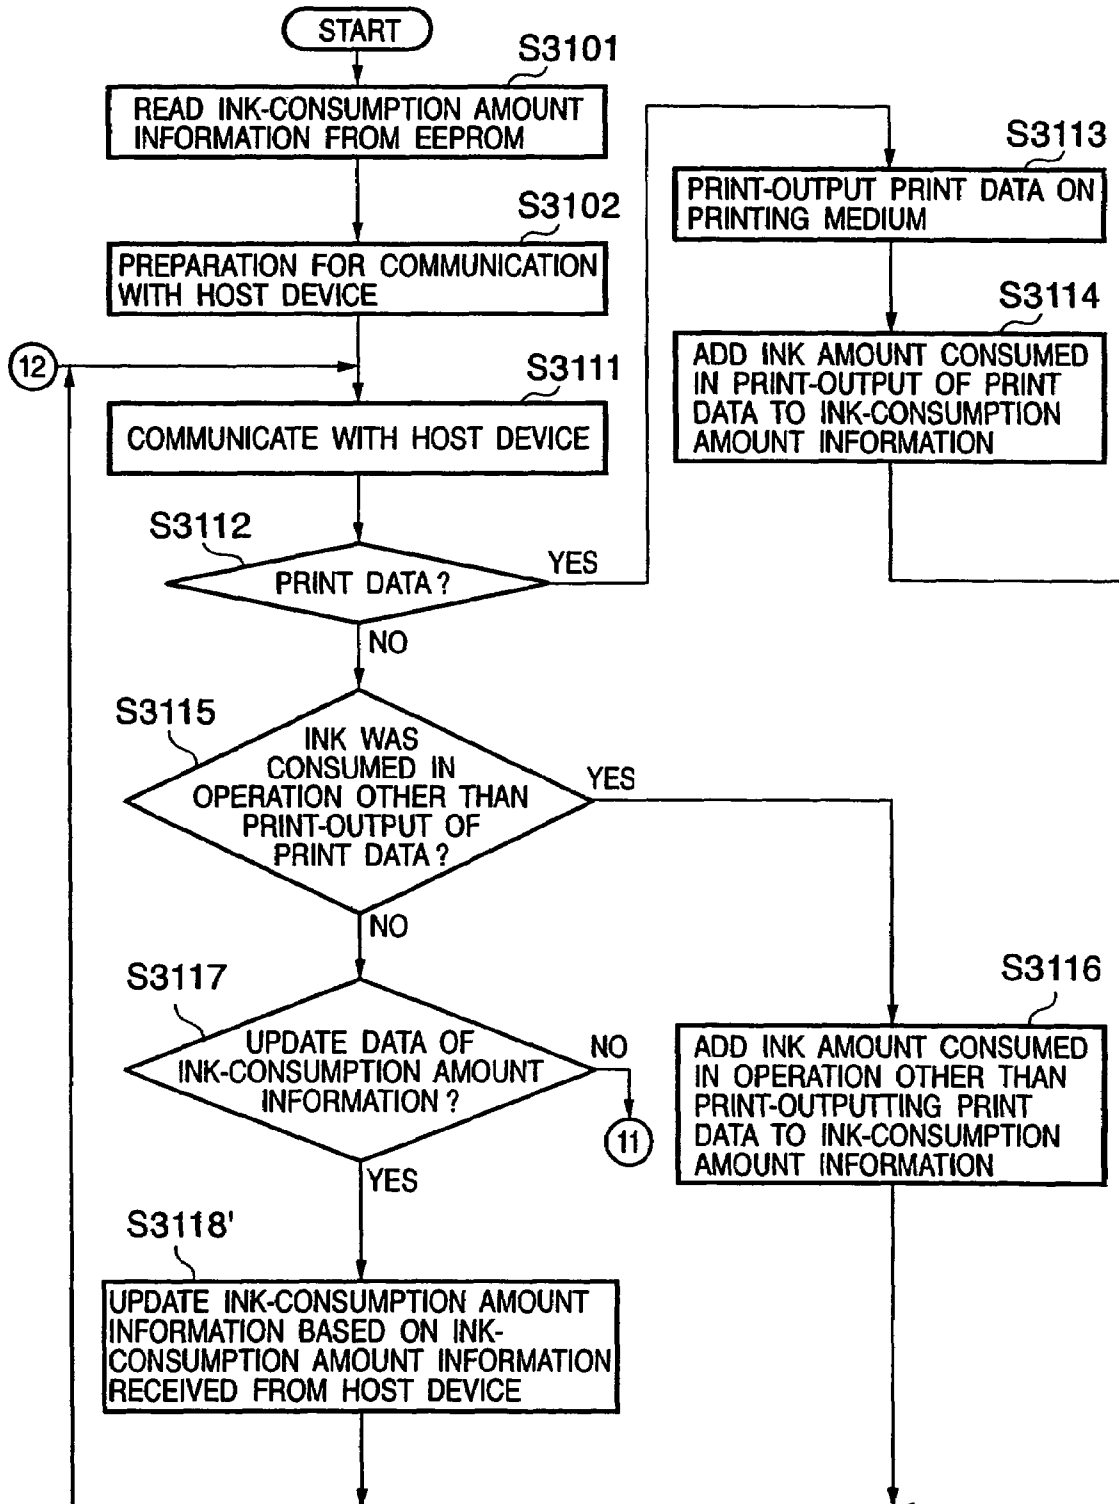 START
S3101
READ INK-CONSUMPTION AMOUNT
INFORMATION FROM EEPROM
S3102
PREPARATION FOR COMMUNICATION
WITH HOST DEVICE
12
S3111
COMMUNICATE WITH HOST DEVICE
S3112
PRINT DATA?
YES
NO
S3113
PRINT-OUTPUT PRINT DATA ON
PRINTING MEDIUM
S3114
ADD INK AMOUNT CONSUMED
IN PRINT-OUTPUT OF PRINT
DATA TO INK-CONSUMPTION
AMOUNT INFORMATION
S3115
INK WAS
CONSUMED IN
OPERATION OTHER THAN
PRINT-OUTPUT OF
PRINT DATA?
YES
NO
S3116
ADD INK AMOUNT CONSUMED
IN OPERATION OTHER THAN
PRINT-OUTPUTTING PRINT
DATA TO INK-CONSUMPTION
AMOUNT INFORMATION
S3117
UPDATE DATA OF
INK-CONSUMPTION AMOUNT
INFORMATION?
NO
11
YES
S3118'
UPDATE INK-CONSUMPTION AMOUNT
INFORMATION BASED ON INK-
CONSUMPTION AMOUNT INFORMATION
RECEIVED FROM HOST DEVICE